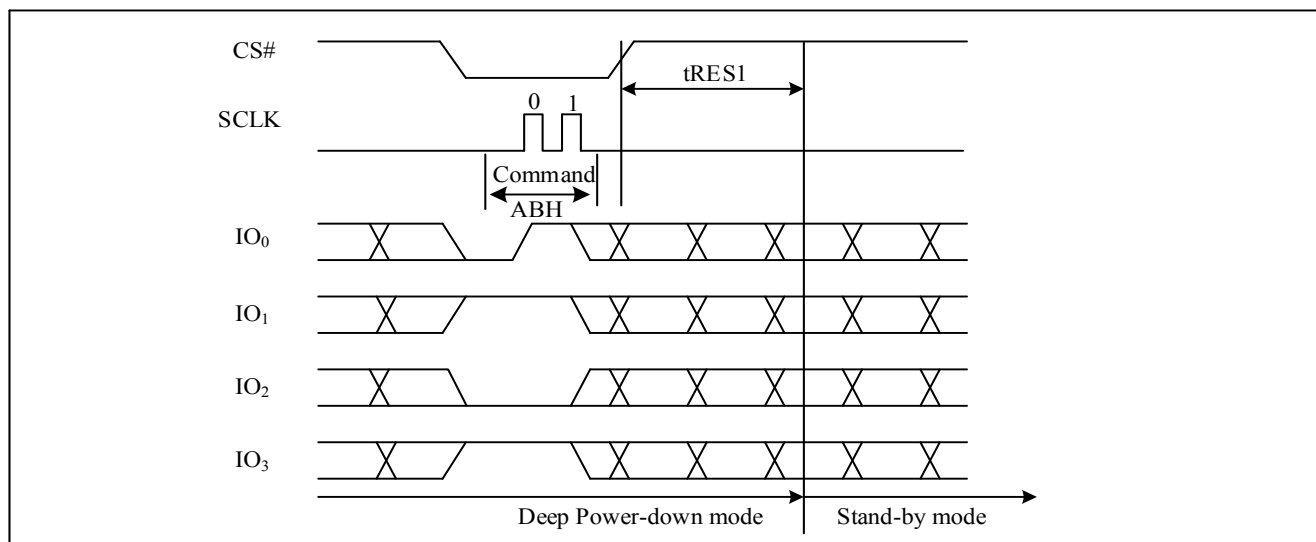 CS#
tRES1
SCLK
0 1
Command
ABH
IO₀
IO₁
IO₂
IO₃
Deep Power-down mode Stand-by mode